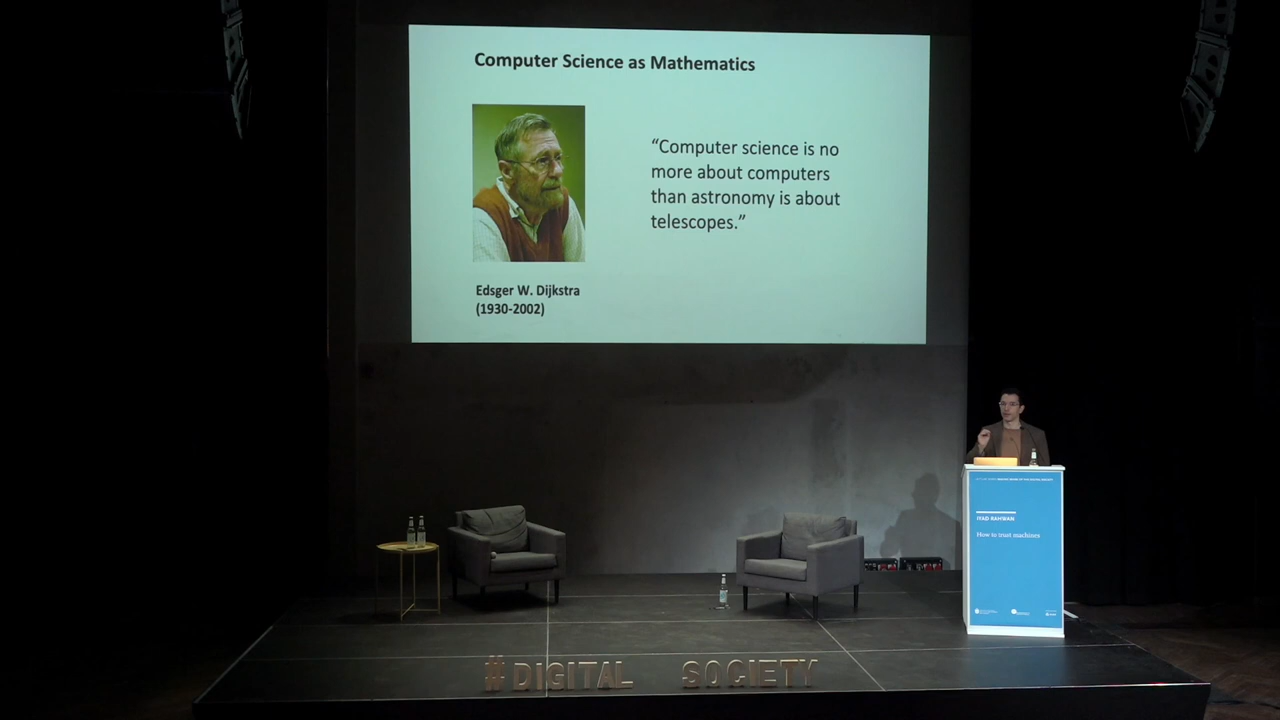 Computer Science as Mathematics
“Computer science is no
more about computers
than astronomy is about
telescopes.”
Edsger W. Dijkstra
(1930-2002)
IYAD RAHWAN
How to trust machines
#DIGITAL SOCIETY